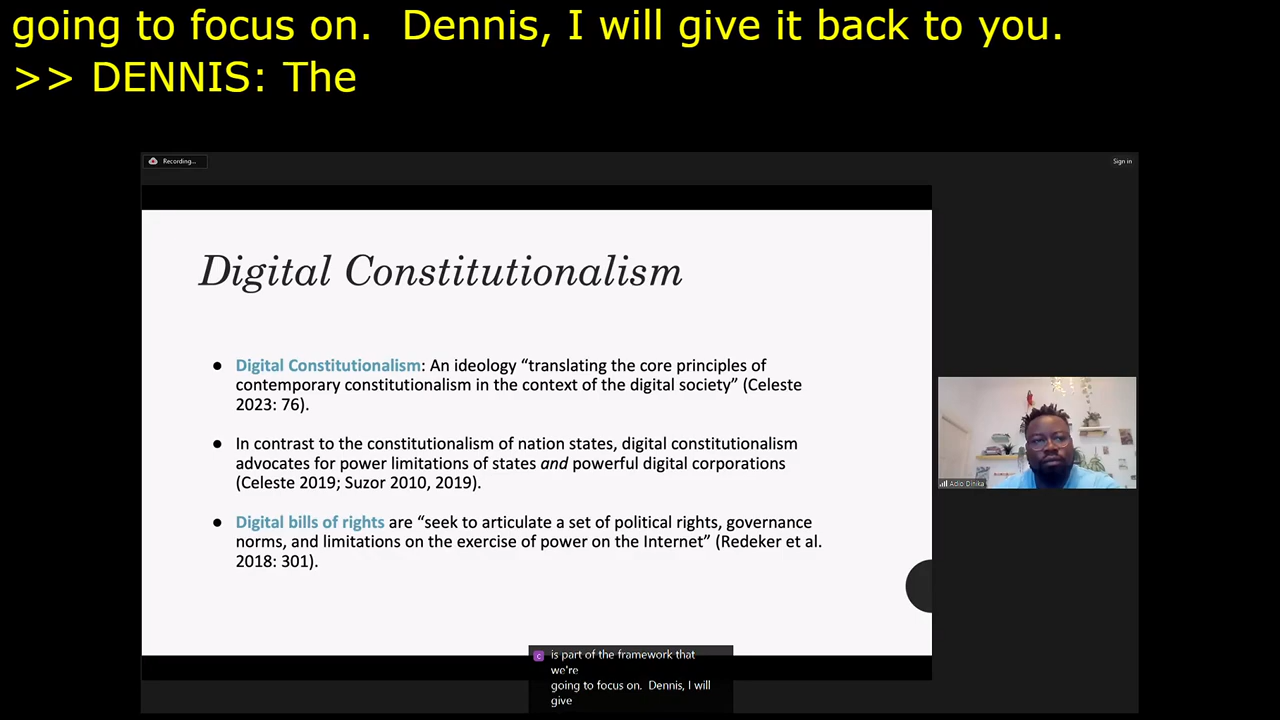 going to focus on.  Dennis, I will give it back to you.
>> DENNIS: The
Recording...
Sign in
Digital Constitutionalism
● Digital Constitutionalism: An ideology “translating the core principles of
contemporary constitutionalism in the context of the digital society” (Celeste
2023: 76).
● In contrast to the constitutionalism of nation states, digital constitutionalism
advocates for power limitations of states and powerful digital corporations
(Celeste 2019; Suzor 2010, 2019).
● Digital bills of rights are “seek to articulate a set of political rights, governance
norms, and limitations on the exercise of power on the Internet” (Redeker et al.
2018: 301).
Adio Dinika
C is part of the framework that
we're
going to focus on.  Dennis, I will
give